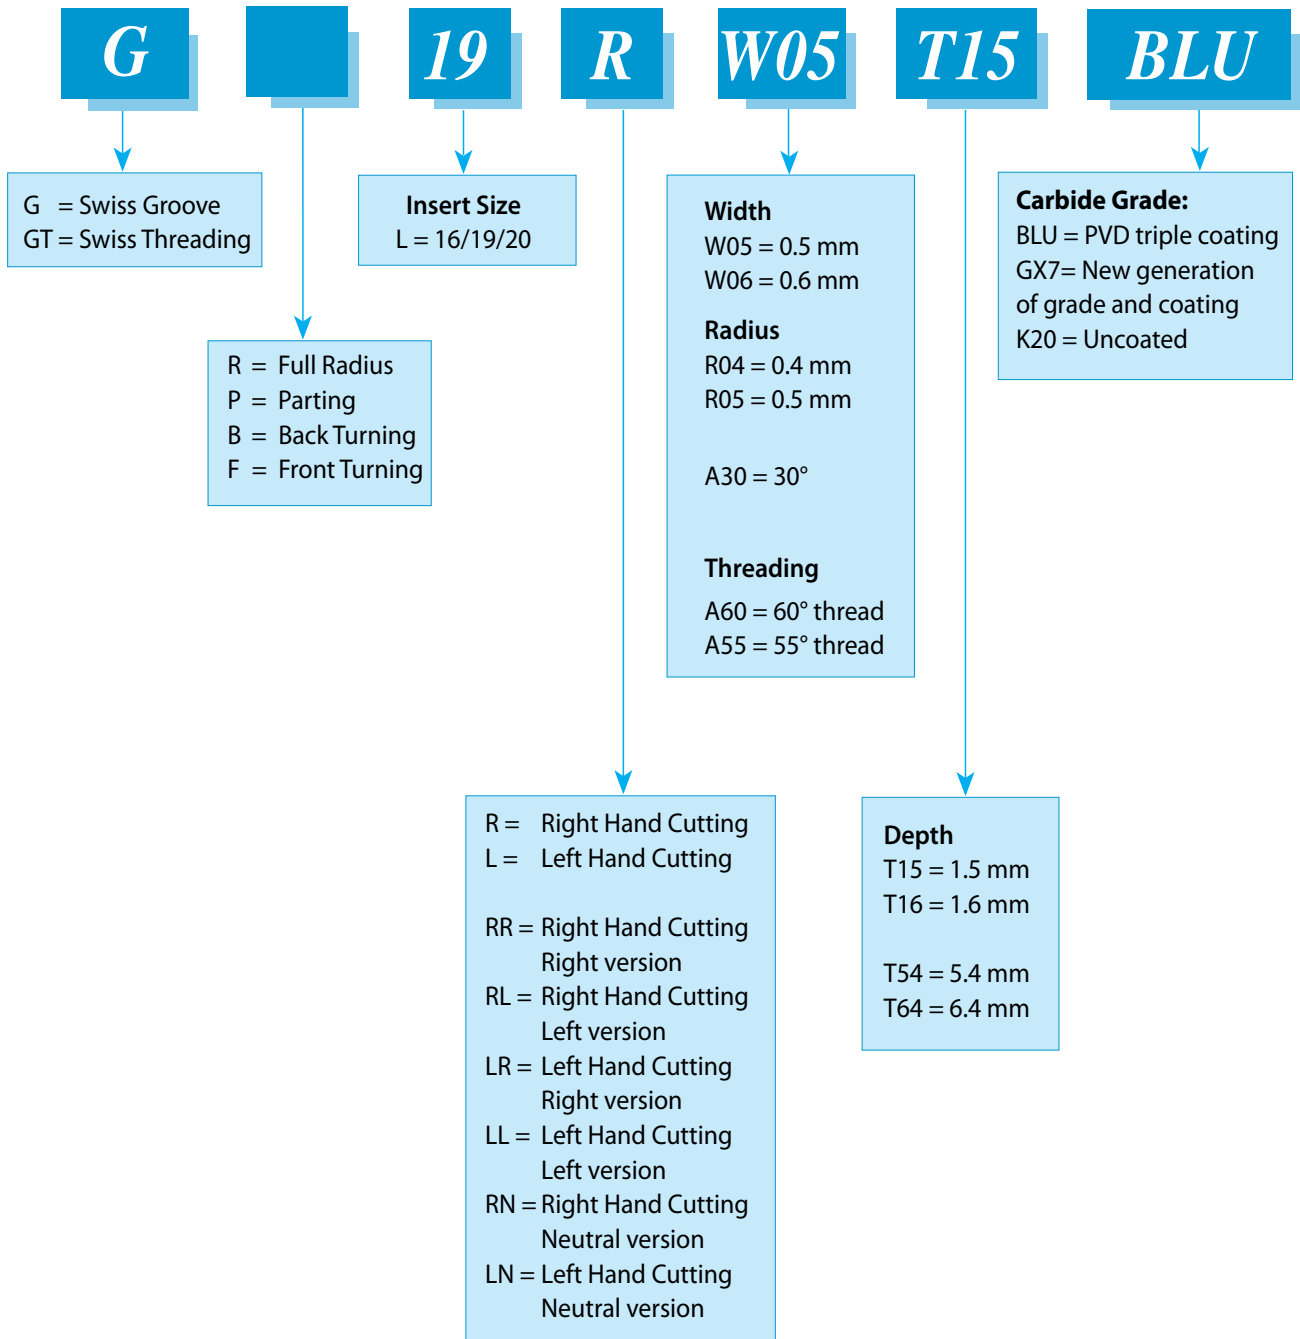 G 19 R W05 T15 BLU
G = Swiss Groove
GT = Swiss Threading
R = Full Radius
P = Parting
B = Back Turning
F = Front Turning
Insert Size
L = 16/19/20
R = Right Hand Cutting
L = Left Hand Cutting
RR = Right Hand Cutting
Right version
RL = Right Hand Cutting
Left version
LR = Left Hand Cutting
Right version
LL = Left Hand Cutting
Left version
RN = Right Hand Cutting
Neutral version
LN = Left Hand Cutting
Neutral version
Width
W05 = 0.5 mm
W06 = 0.6 mm
Radius
R04 = 0.4 mm
R05 = 0.5 mm
A30 = 30°
Threading
A60 = 60° thread
A55 = 55° thread
Depth
T15 = 1.5 mm
T16 = 1.6 mm
T54 = 5.4 mm
T64 = 6.4 mm
Carbide Grade:
BLU = PVD triple coating
GX7= New generation
of grade and coating
K20 = Uncoated